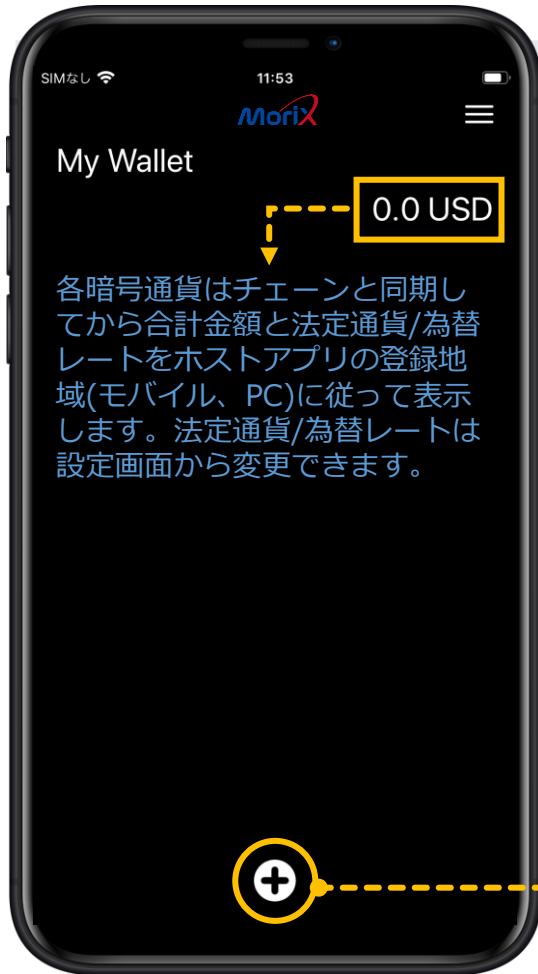 SIMなし 11:53
MoriX
My Wallet
0.0 USD
各暗号通貨はチェーンと同期し
てから合計金額と法定通貨/為替
レートをホストアプリの登録地
域(モバイル、PC)に従って表示
します。法定通貨/為替レートは
設定画面から変更できます。